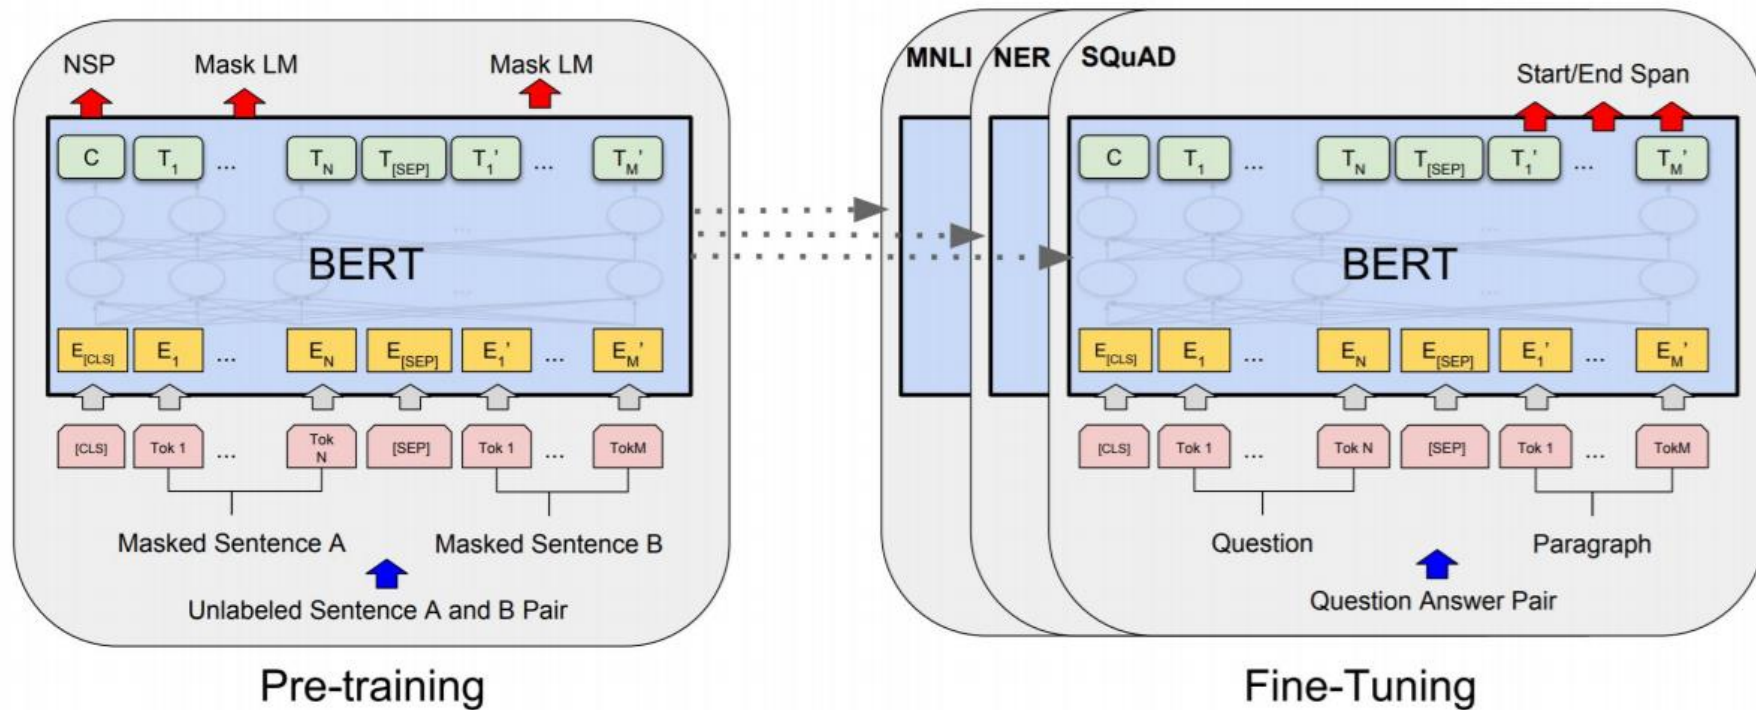 NSP Mask LM Mask LM
C T1 ... TN T[SEP] T1' ... TM'
BERT
E[CLS] E1 ... EN E[SEP] E1' ... EM'
[CLS] Tok 1 ... Tok N [SEP] Tok 1 ... TokM
Masked Sentence A Masked Sentence B
Unlabeled Sentence A and B Pair
Pre-training
MNLI NER SQuAD
Start/End Span
C T1 ... TN T[SEP] T1' ... TM'
BERT
E[CLS] E1 ... EN E[SEP] E1' ... EM'
[CLS] Tok 1 ... Tok N [SEP] Tok 1 ... TokM
Question Paragraph
Question Answer Pair
Fine-Tuning